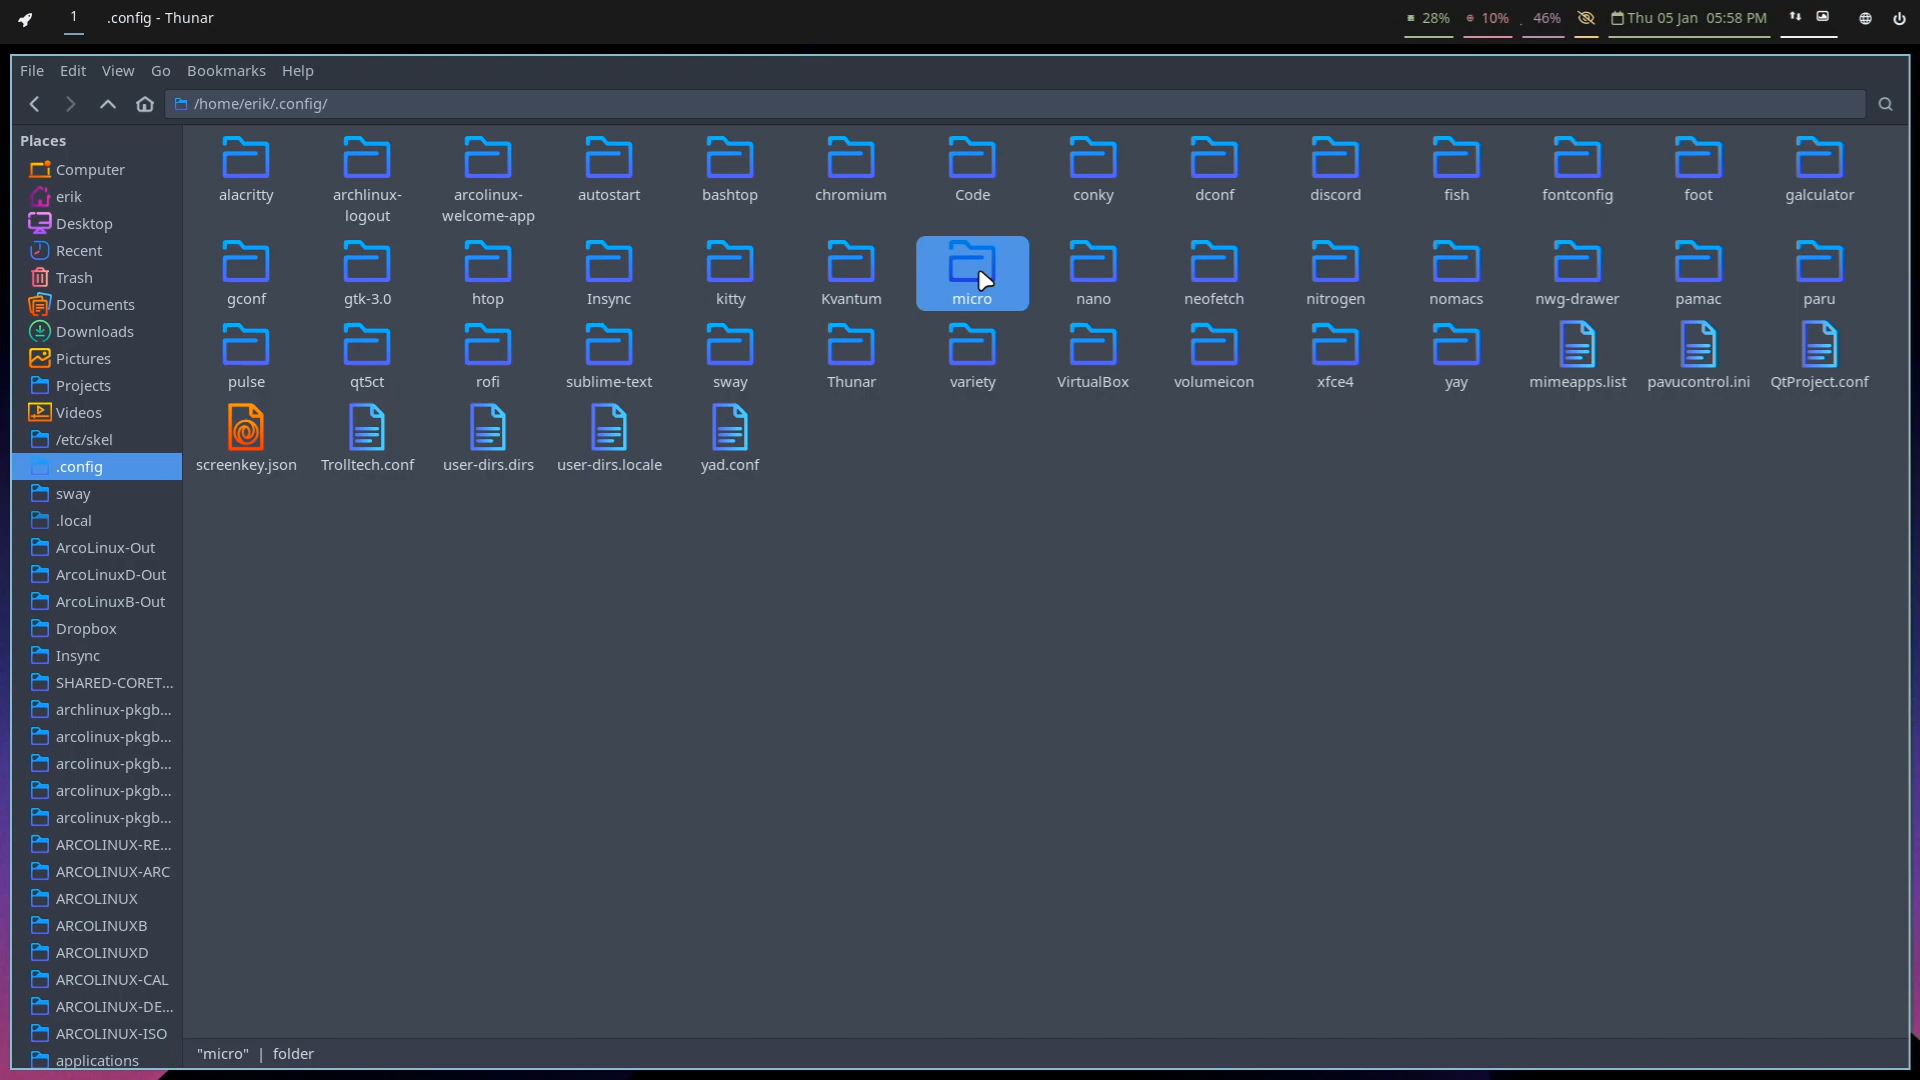 1 .config - Thunar 28% 10% 46% Thu 05 Jan 05:58 PM
File Edit View Go Bookmarks Help
/home/erik/.config/
Places
Computer
erik
Desktop
Recent
Trash
Documents
Downloads
Pictures
Projects
Videos
/etc/skel
.config
sway
.local
ArcoLinux-Out
ArcoLinuxD-Out
ArcoLinuxB-Out
Dropbox
Insync
SHARED-CORET...
archlinux-pkgb...
arcolinux-pkgb...
arcolinux-pkgb...
arcolinux-pkgb...
arcolinux-pkgb...
ARCOLINUX-RE...
ARCOLINUX-ARC
ARCOLINUX
ARCOLINUXB
ARCOLINUXD
ARCOLINUX-CAL
ARCOLINUX-DE...
ARCOLINUX-ISO
applications
alacritty archlinux- arcolinux- autostart bashtop chromium Code conky dconf discord fish fontconfig foot galculator
logout welcome-app
gconf gtk-3.0 htop Insync kitty Kvantum micro nano neofetch nitrogen nomacs nwg-drawer pamac paru
pulse qt5ct rofi sublime-text sway Thunar variety VirtualBox volumeicon xfce4 yay mimeapps.list pavucontrol.ini QtProject.conf
screenkey.json Trolltech.conf user-dirs.dirs user-dirs.locale yad.conf
"micro" | folder